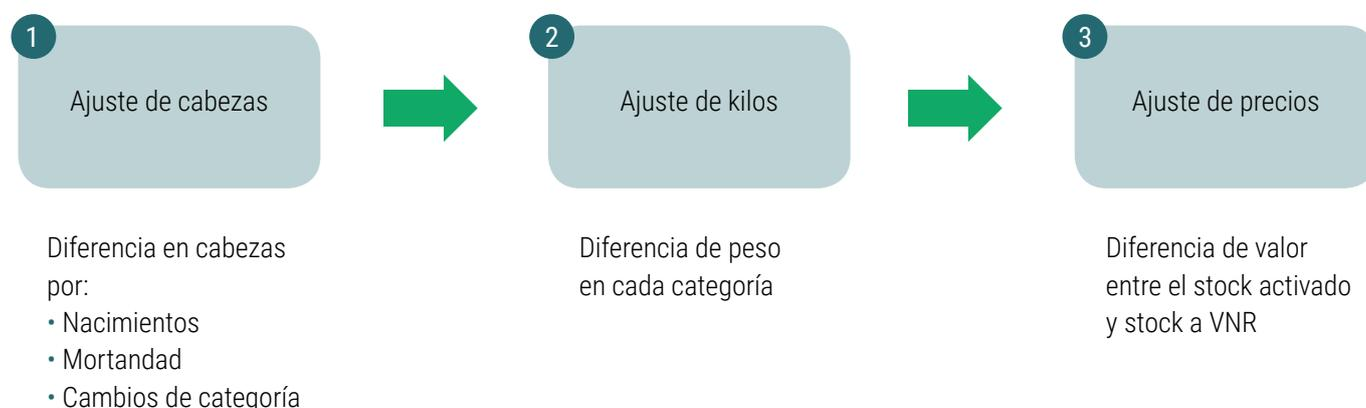 1
Ajuste de cabezas
2
Ajuste de kilos
3
Ajuste de precios
Diferencia en cabezas
por:
• Nacimientos
• Mortandad
• Cambios de categoría
Diferencia de peso
en cada categoría
Diferencia de valor
entre el stock activado
y stock a VNR